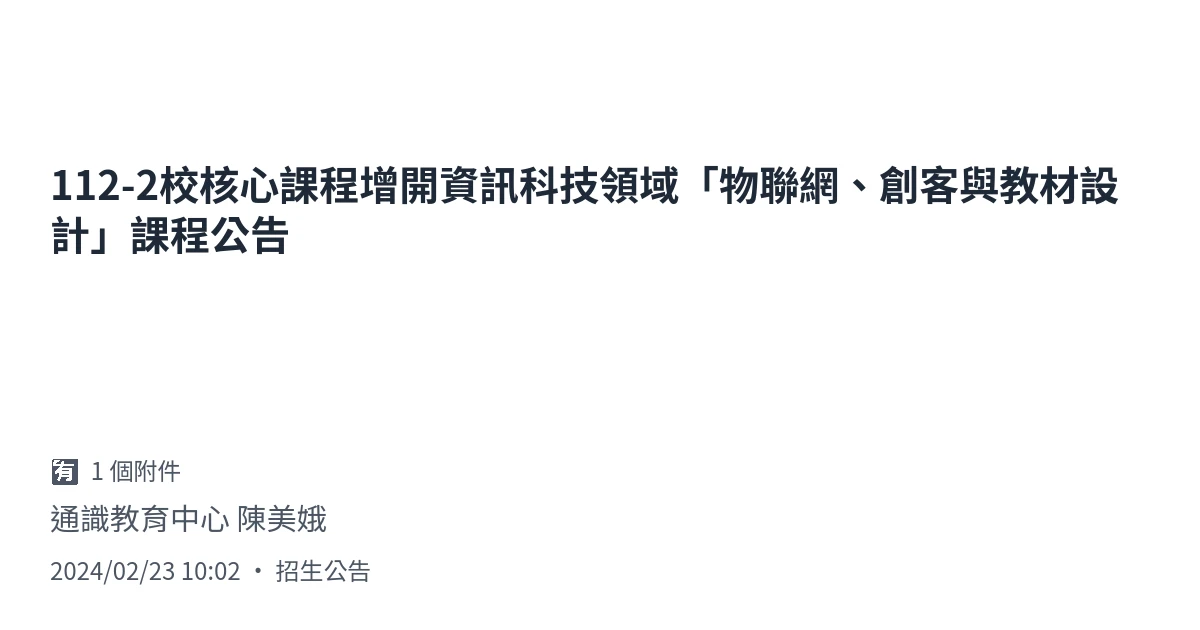 112-2校核心課程增開資訊科技領域「物聯網、創客與教材設
計」課程公告
有 1 個附件
通識教育中心 陳美娥
2024/02/23 10:02 • 招生公告